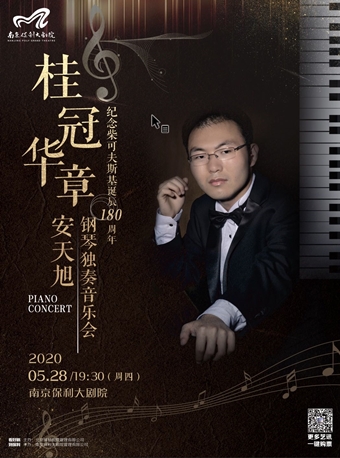 南京保利大剧院
桂冠
华章
纪念柴可夫斯基诞辰180周年
安天旭
钢琴独奏音乐会
PIANO
CONCERT
2020
05.28/19:30(周四)
南京保利大剧院
更多艺讯
一键购票